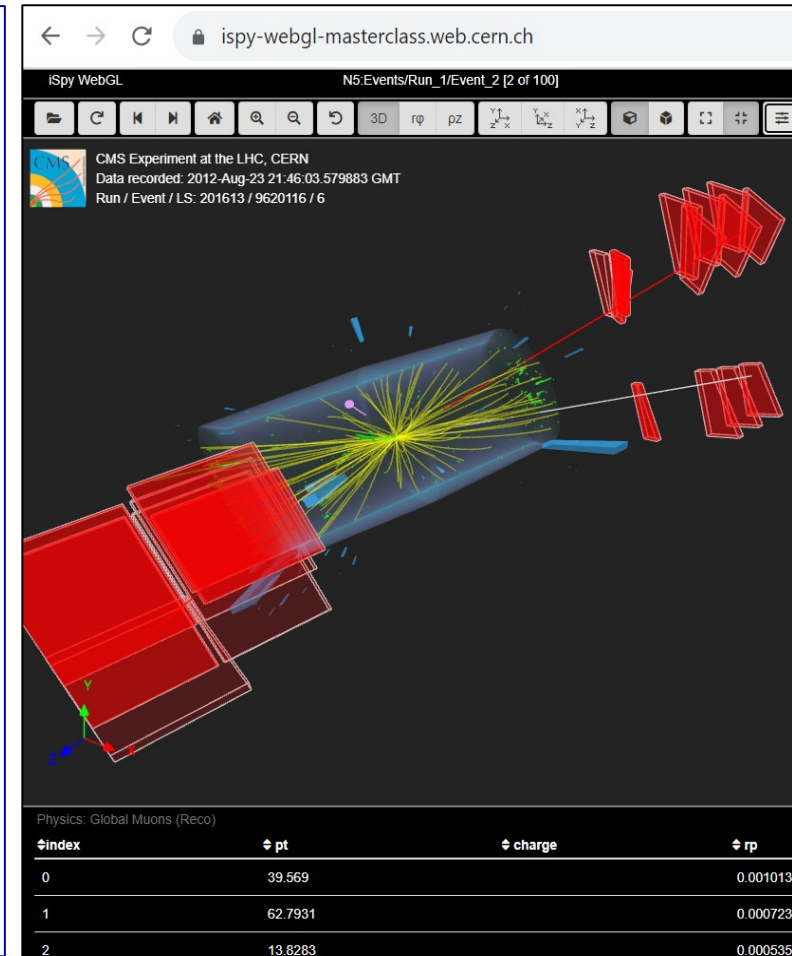 ispy-webgl-masterclass.web.cern.ch
iSpy WebGL N5:Events/Run_1/Event_2 [2 of 100]
3D rφ ρz
CMS
CMS Experiment at the LHC, CERN
Data recorded: 2012-Aug-23 21:46:03.579883 GMT
Run / Event / LS: 201613 / 9620116 / 6
Y
Z X
Physics: Global Muons (Reco)
index pt charge rp
0 39.569 0.001013
1 62.7931 0.000723
2 13.8283 0.000535